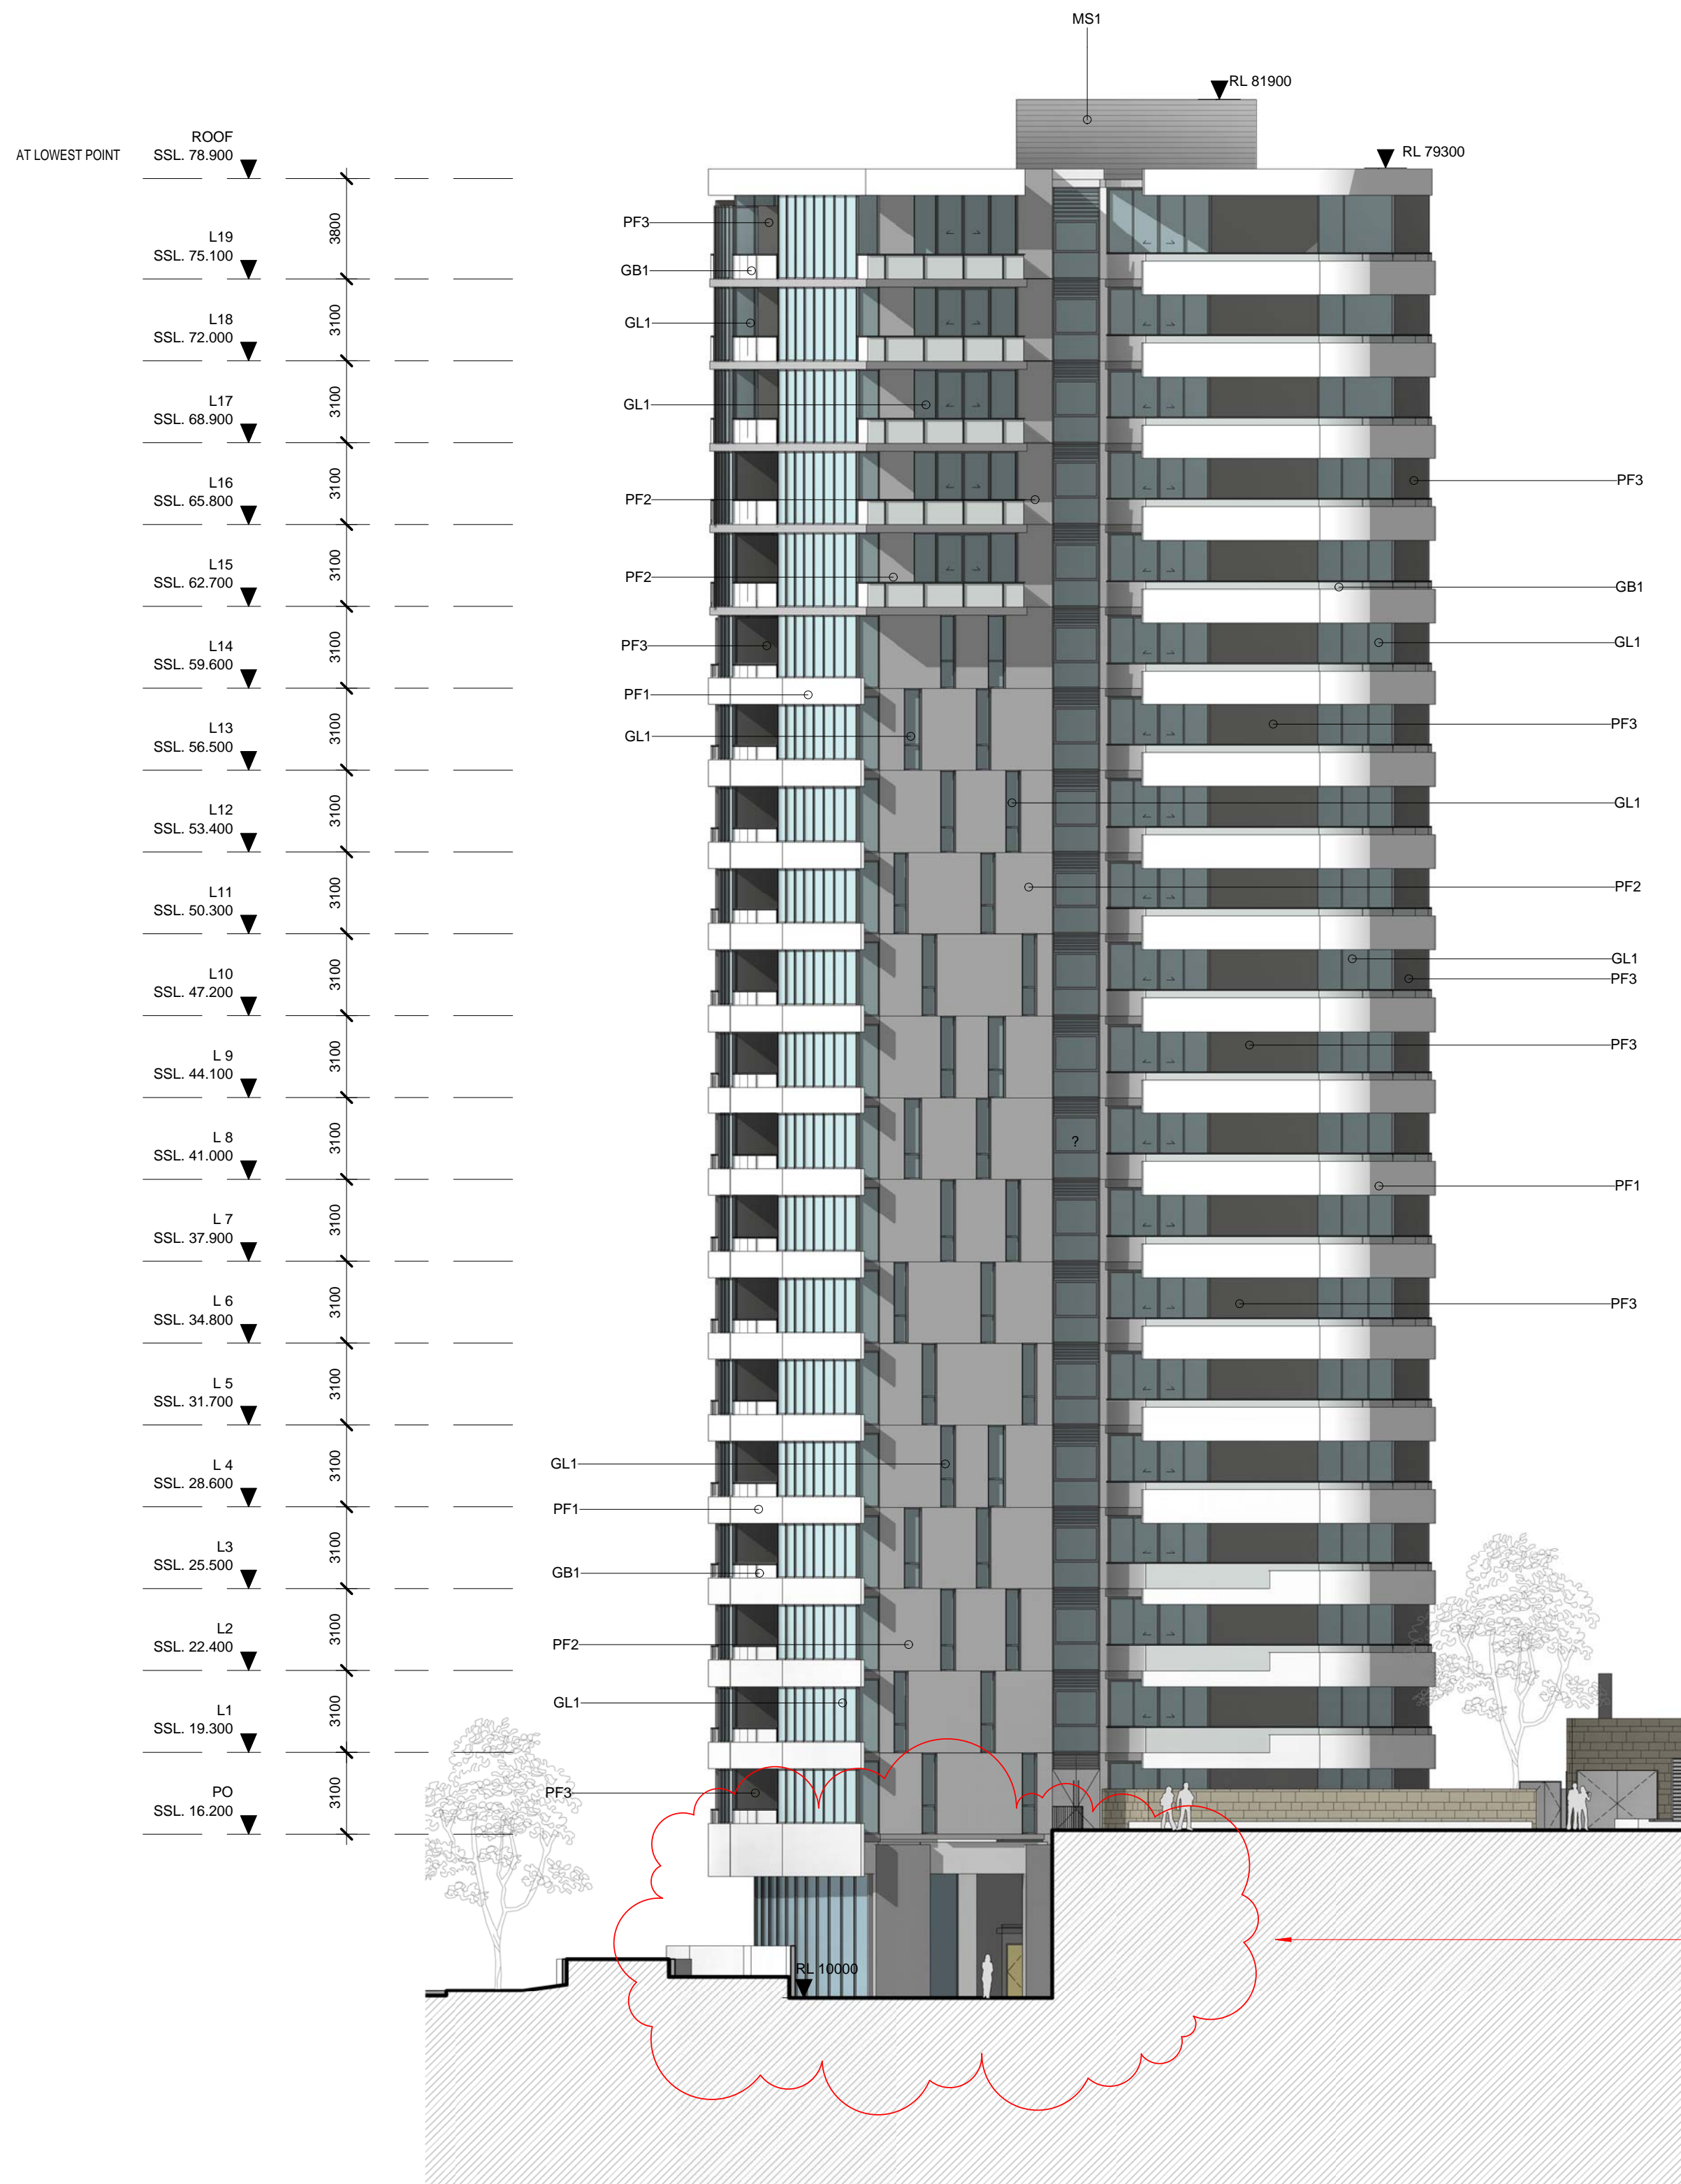 MS1
RL 81900
ROOF
AT LOWEST POINT
SSL. 78.900
RL 79300
3800
PF3
L19
SSL. 75.100
GB1
3100
L18
SSL. 72.000
GL1
3100
L17
SSL. 68.900
GL1
3100
L16
SSL. 65.800
PF3
PF2
3100
L15
SSL. 62.700
PF2
GB1
3100
L14
SSL. 59.600
PF3
GL1
PF1
3100
L13
SSL. 56.500
PF3
GL1
3100
L12
SSL. 53.400
GL1
3100
L11
SSL. 50.300
PF2
3100
L10
SSL. 47.200
GL1
PF3
3100
L 9
SSL. 44.100
PF3
3100
L 8
SSL. 41.000
?
3100
L 7
SSL. 37.900
PF1
3100
L 6
SSL. 34.800
PF3
3100
L 5
SSL. 31.700
3100
L 4
SSL. 28.600
GL1
PF1
3100
L3
SSL. 25.500
GB1
3100
L2
SSL. 22.400
PF2
3100
L1
SSL. 19.300
GL1
3100
PO
SSL. 16.200
PF3
RL 10000